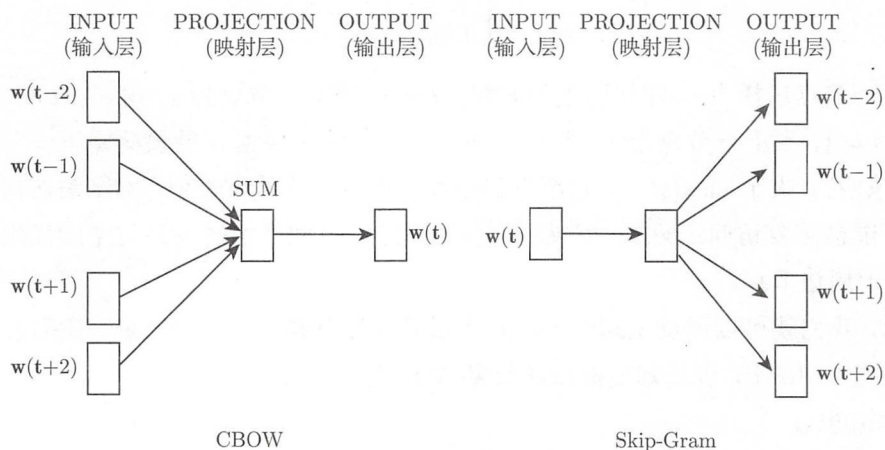 INPUT PROJECTION OUTPUT
(输入层) (映射层) (输出层)
w(t−2)
w(t−1)
SUM
w(t)
w(t+1)
w(t+2)
CBOW
INPUT PROJECTION OUTPUT
(输入层) (映射层) (输出层)
w(t−2)
w(t−1)
w(t)
w(t+1)
w(t+2)
Skip-Gram